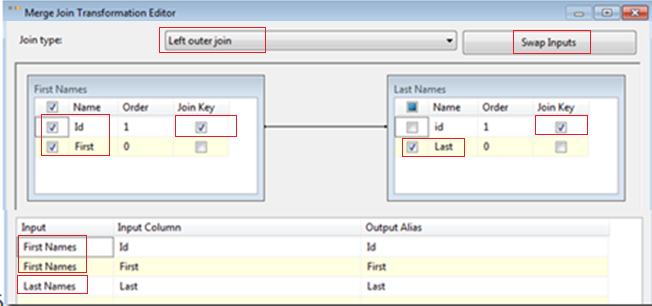 Merge Join Transformation Editor
Join type: Left outer join Swap Inputs
First Names
Name Order Join Key
Id 1
First 0
Last Names
Name Order Join Key
id 1
Last 0
Input Input Column Output Alias
First Names Id Id
First Names First First
Last Names Last Last